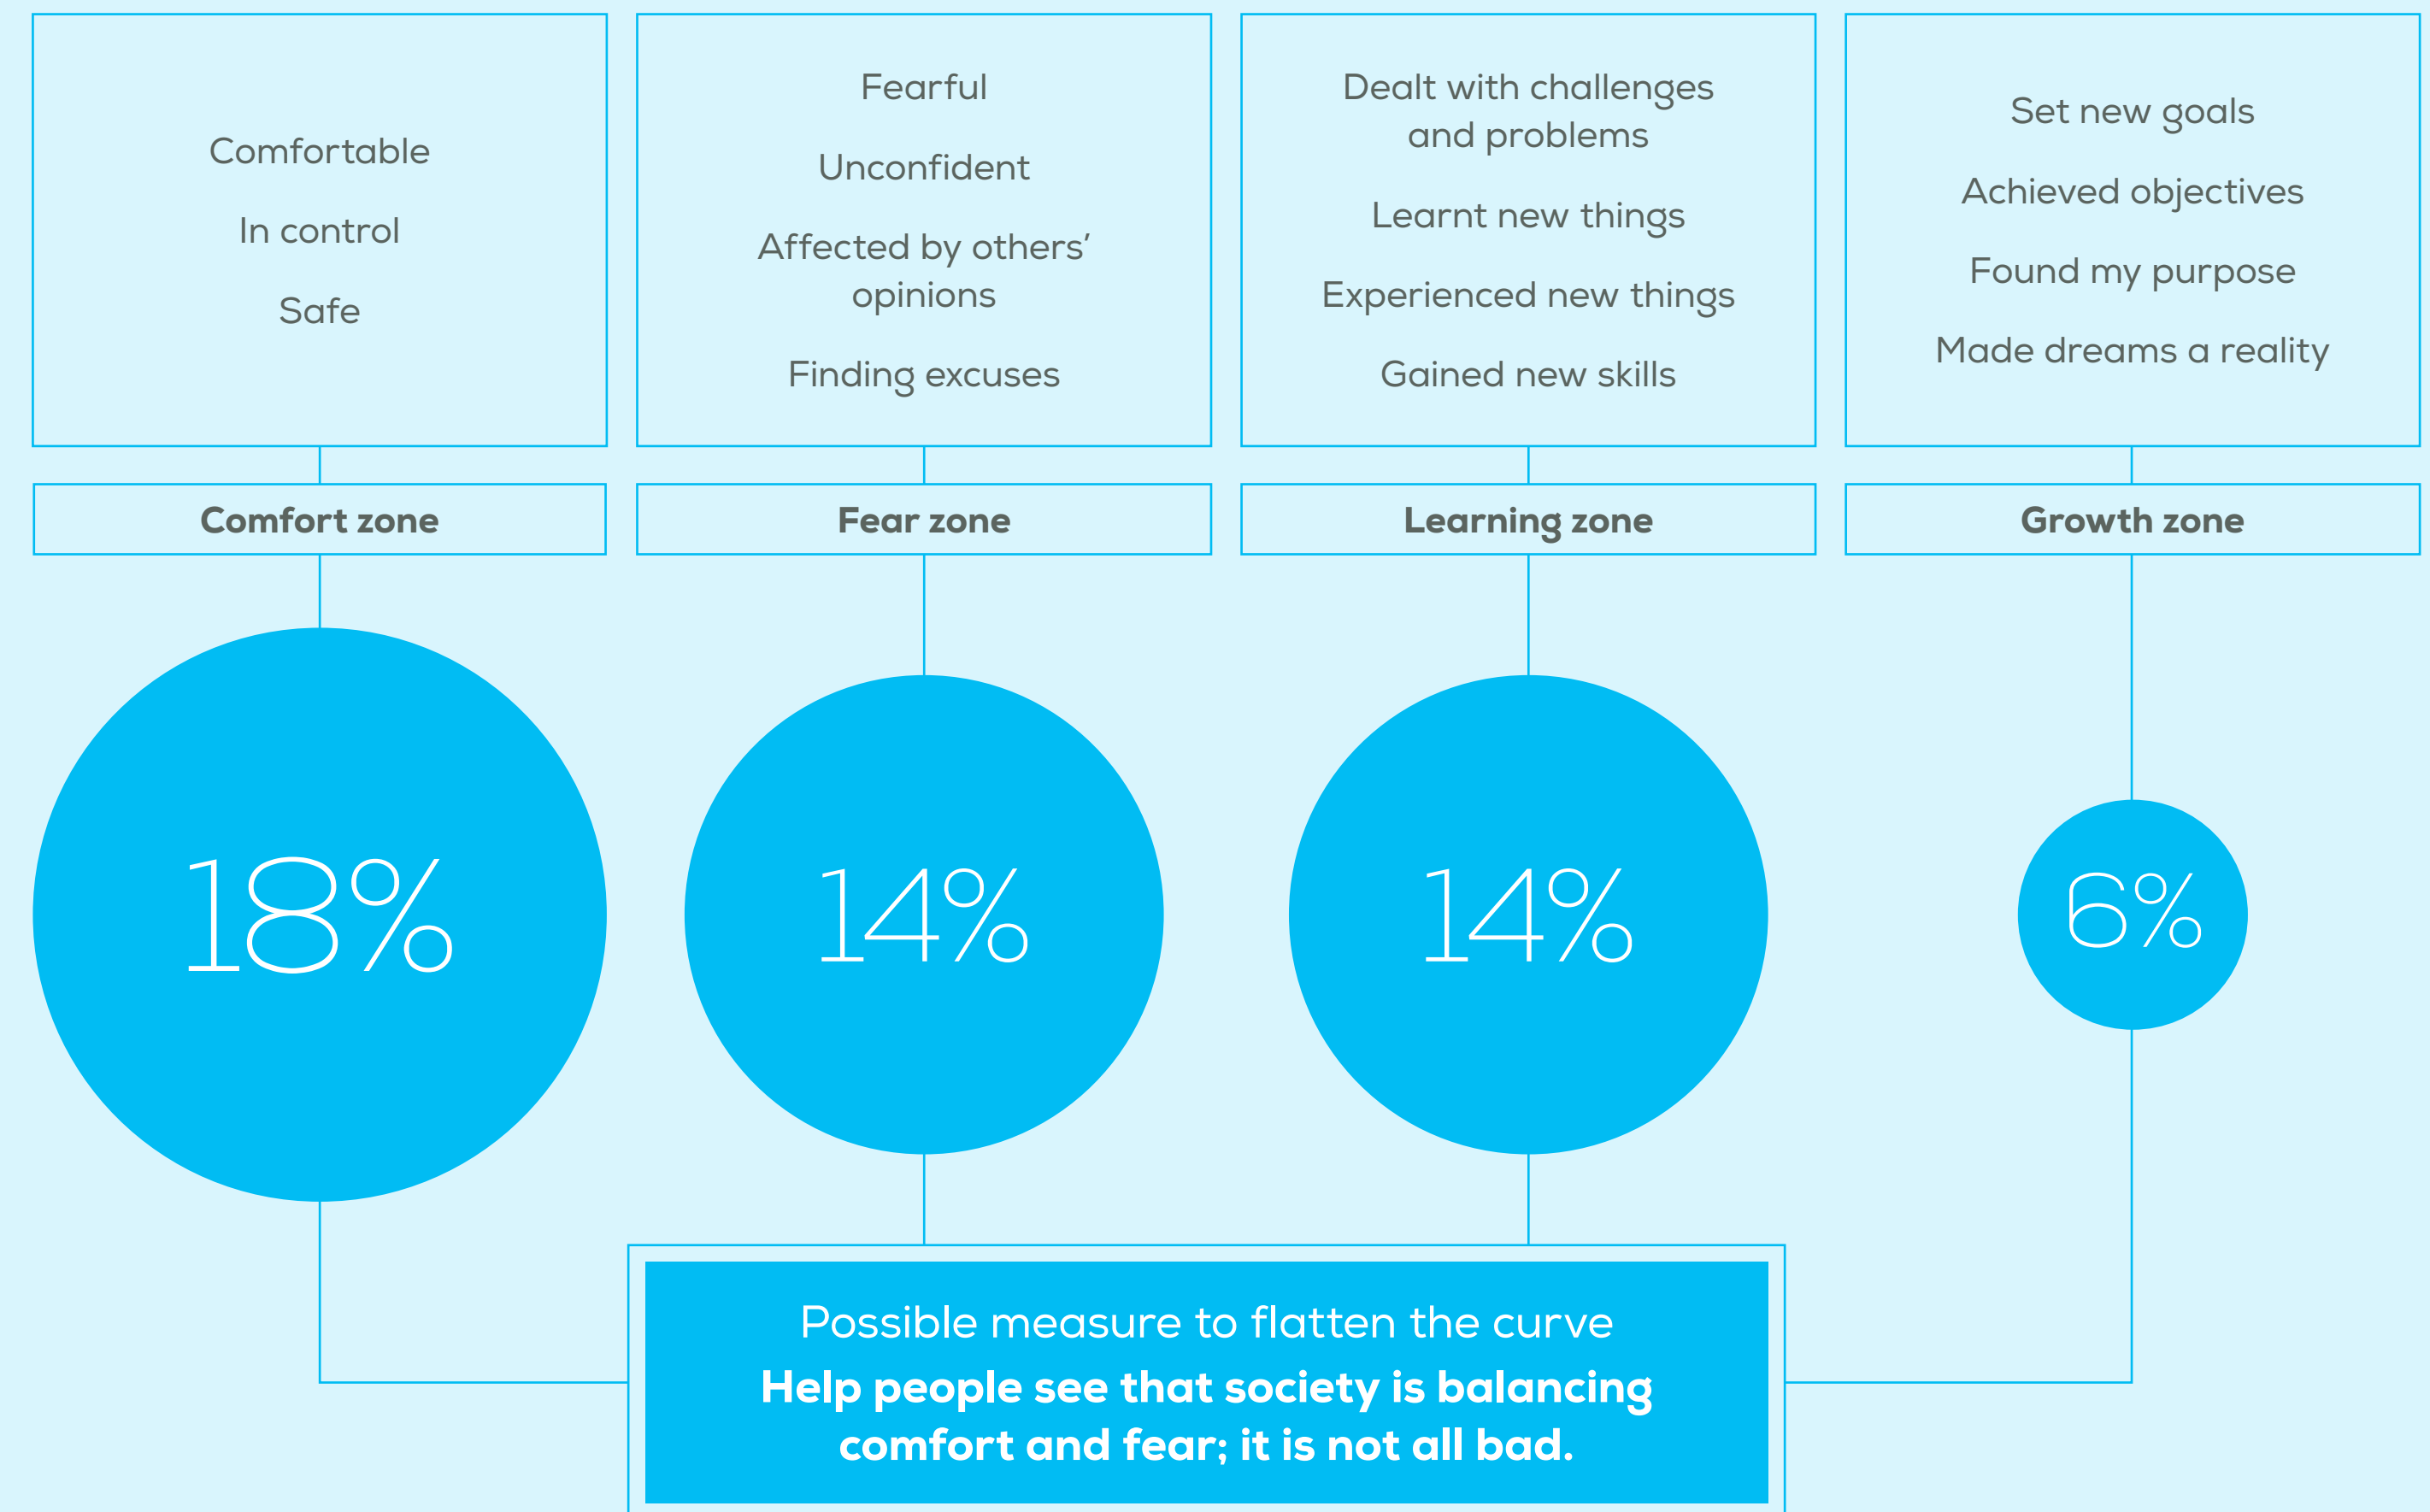 Comfortable
In control
Safe
Fearful
Unconfident
Affected by others’
opinions
Finding excuses
Dealt with challenges
and problems
Learnt new things
Experienced new things
Gained new skills
Set new goals
Achieved objectives
Found my purpose
Made dreams a reality
Comfort zone
Fear zone
Learning zone
Growth zone
18%
14%
14%
6%
Possible measure to flatten the curve
Help people see that society is balancing
comfort and fear; it is not all bad.